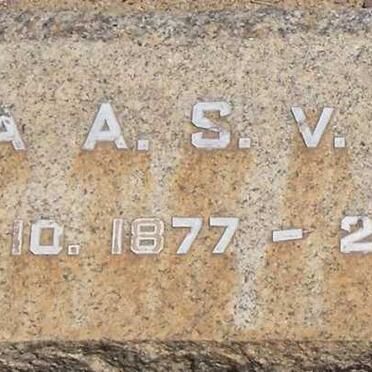 A A. S. V.
10. 1877 - 2